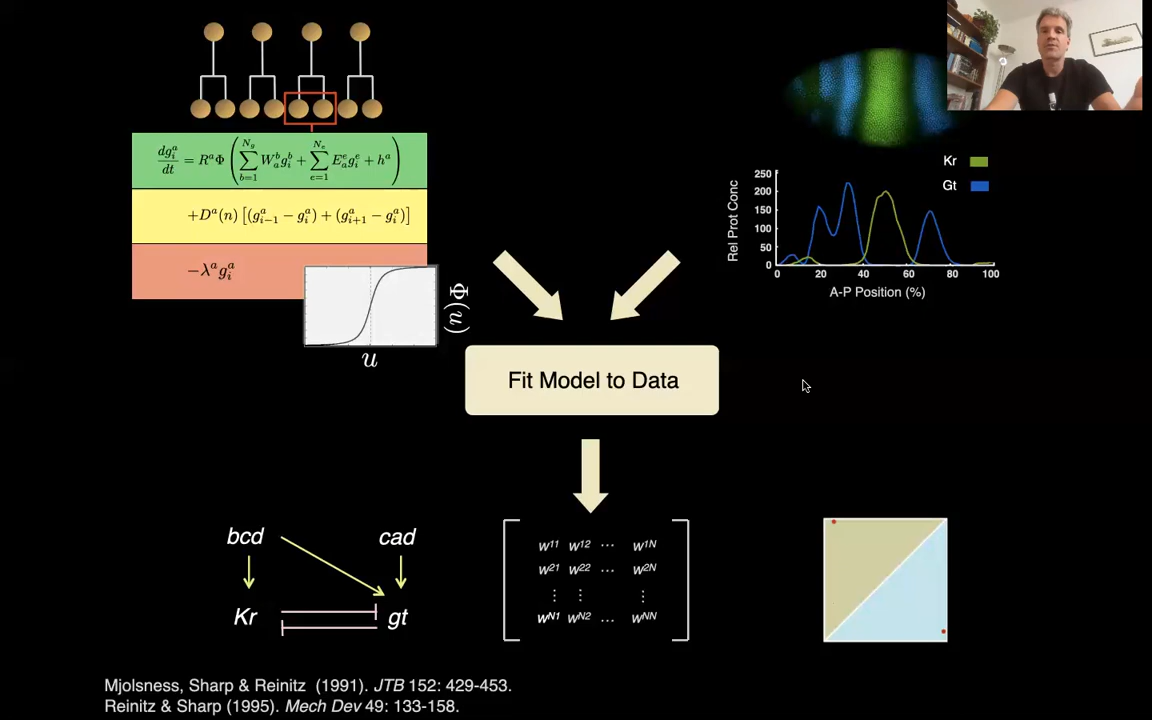 dg_i^a/dt = R^aΦ(∑_{b=1}^{N_g} W_a^b g_i^b + ∑_{e=1}^{N_e} E_a^e g_i^e + h^a)
+D^a(n) [(g_{i-1}^a − g_i^a) + (g_{i+1}^a − g_i^a)]
−λ^a g_i^a
Φ(u)
u
Kr
Gt
Rel Prot Conc
250
200
150
100
50
0
0 20 40 60 80 100
A-P Position (%)
Fit Model to Data
bcd cad
Kr gt
w^11 w^12 ⋯ w^1N
w^21 w^22 ⋯ w^2N
⋮ ⋮ ⋮
w^N1 w^N2 ⋯ w^NN
Mjolsness, Sharp & Reinitz (1991). JTB 152: 429-453.
Reinitz & Sharp (1995). Mech Dev 49: 133-158.